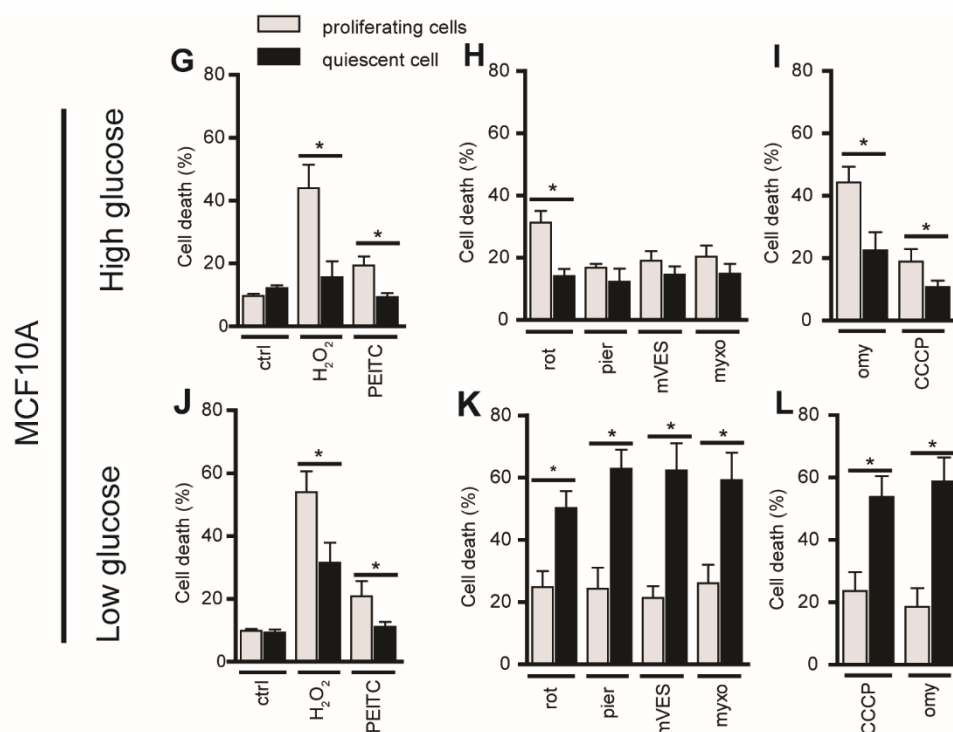 proliferating cells
quiescent cell
MCF10A
High glucose
G
Cell death (%)
80
60
40
20
0
*
*
ctrl
H₂O₂
PEITC
H
Cell death (%)
80
60
40
20
0
*
rot
pier
mVES
myxo
I
Cell death (%)
80
60
40
20
0
*
*
omy
CCCP
Low glucose
J
Cell death (%)
80
60
40
20
0
*
*
ctrl
H₂O₂
PEITC
K
Cell death (%)
80
60
40
20
0
*
*
*
*
rot
pier
mVES
myxo
L
Cell death (%)
80
60
40
20
0
*
*
CCCP
omy